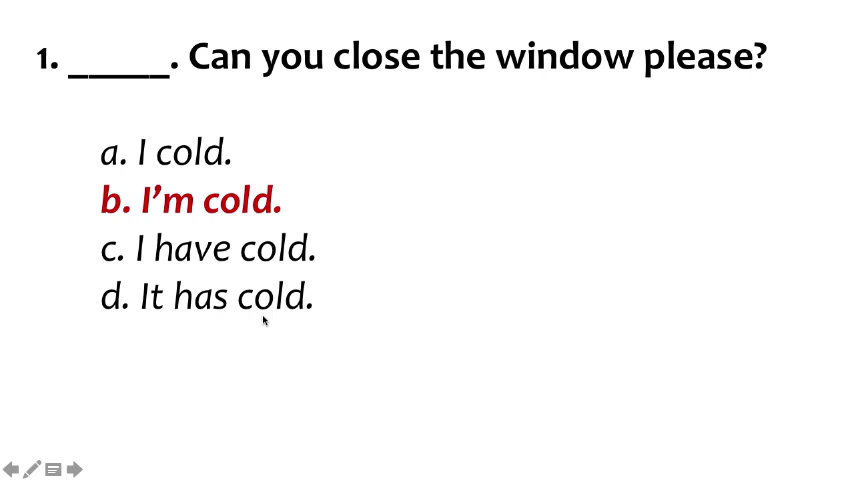 1. _____. Can you close the window please?
a. I cold.
b. I’m cold.
c. I have cold.
d. It has cold.